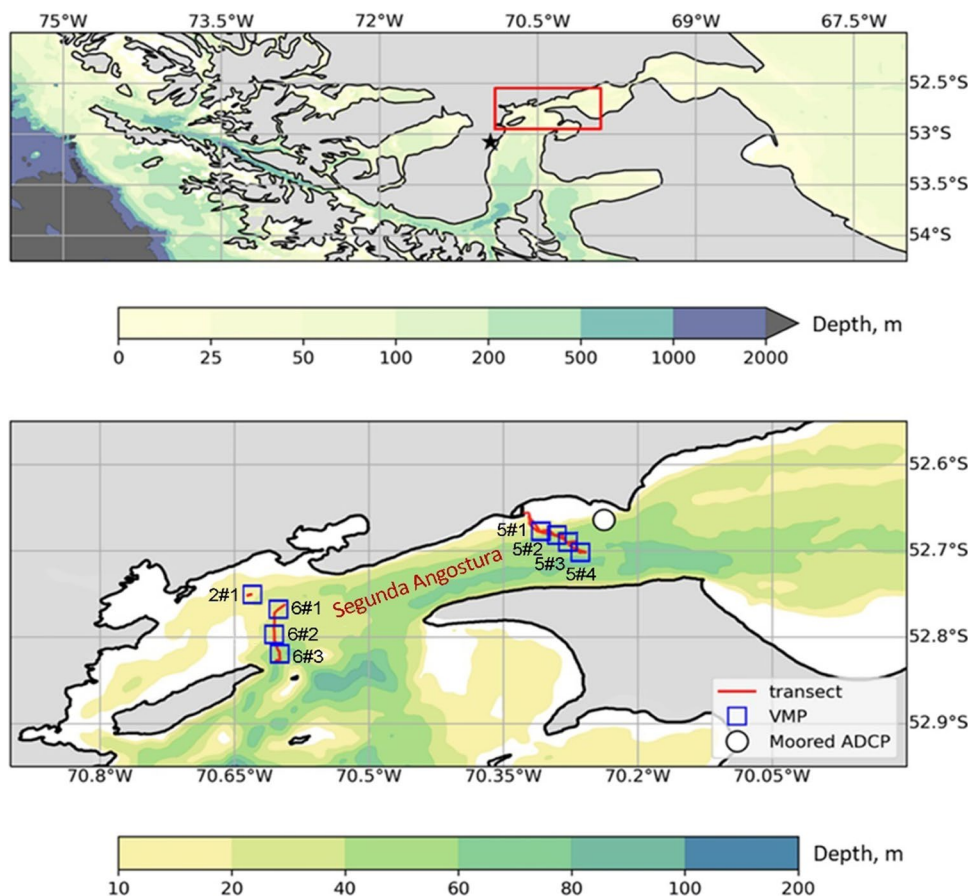 75°W 73.5°W 72°W 70.5°W 69°W 67.5°W
52.5°S
53°S
53.5°S
54°S
Depth, m
0 25 50 100 200 500 1000 2000
52.6°S
5#1
5#2
5#3
5#4
52.7°S
Segunda Angostura
2#1
6#1
6#2
6#3
52.8°S
transect
VMP
Moored ADCP
52.9°S
70.8°W 70.65°W 70.5°W 70.35°W 70.2°W 70.05°W
Depth, m
10 20 40 60 80 100 200